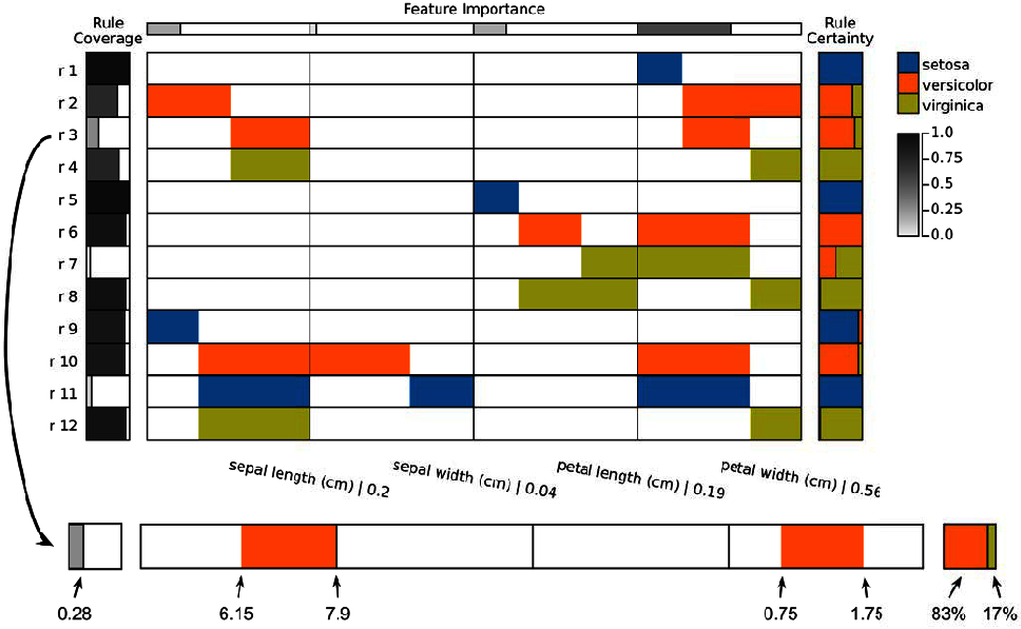 Feature Importance
Rule
Coverage
Rule
Certainty
r 1
r 2
r 3
r 4
r 5
r 6
r 7
r 8
r 9
r 10
r 11
r 12
setosa
versicolor
virginica
1.0
0.75
0.5
0.25
0.0
sepal length (cm) | 0.2
sepal width (cm) | 0.04
petal length (cm) | 0.19
petal width (cm) | 0.56
0.28
6.15
7.9
0.75
1.75
83%
17%